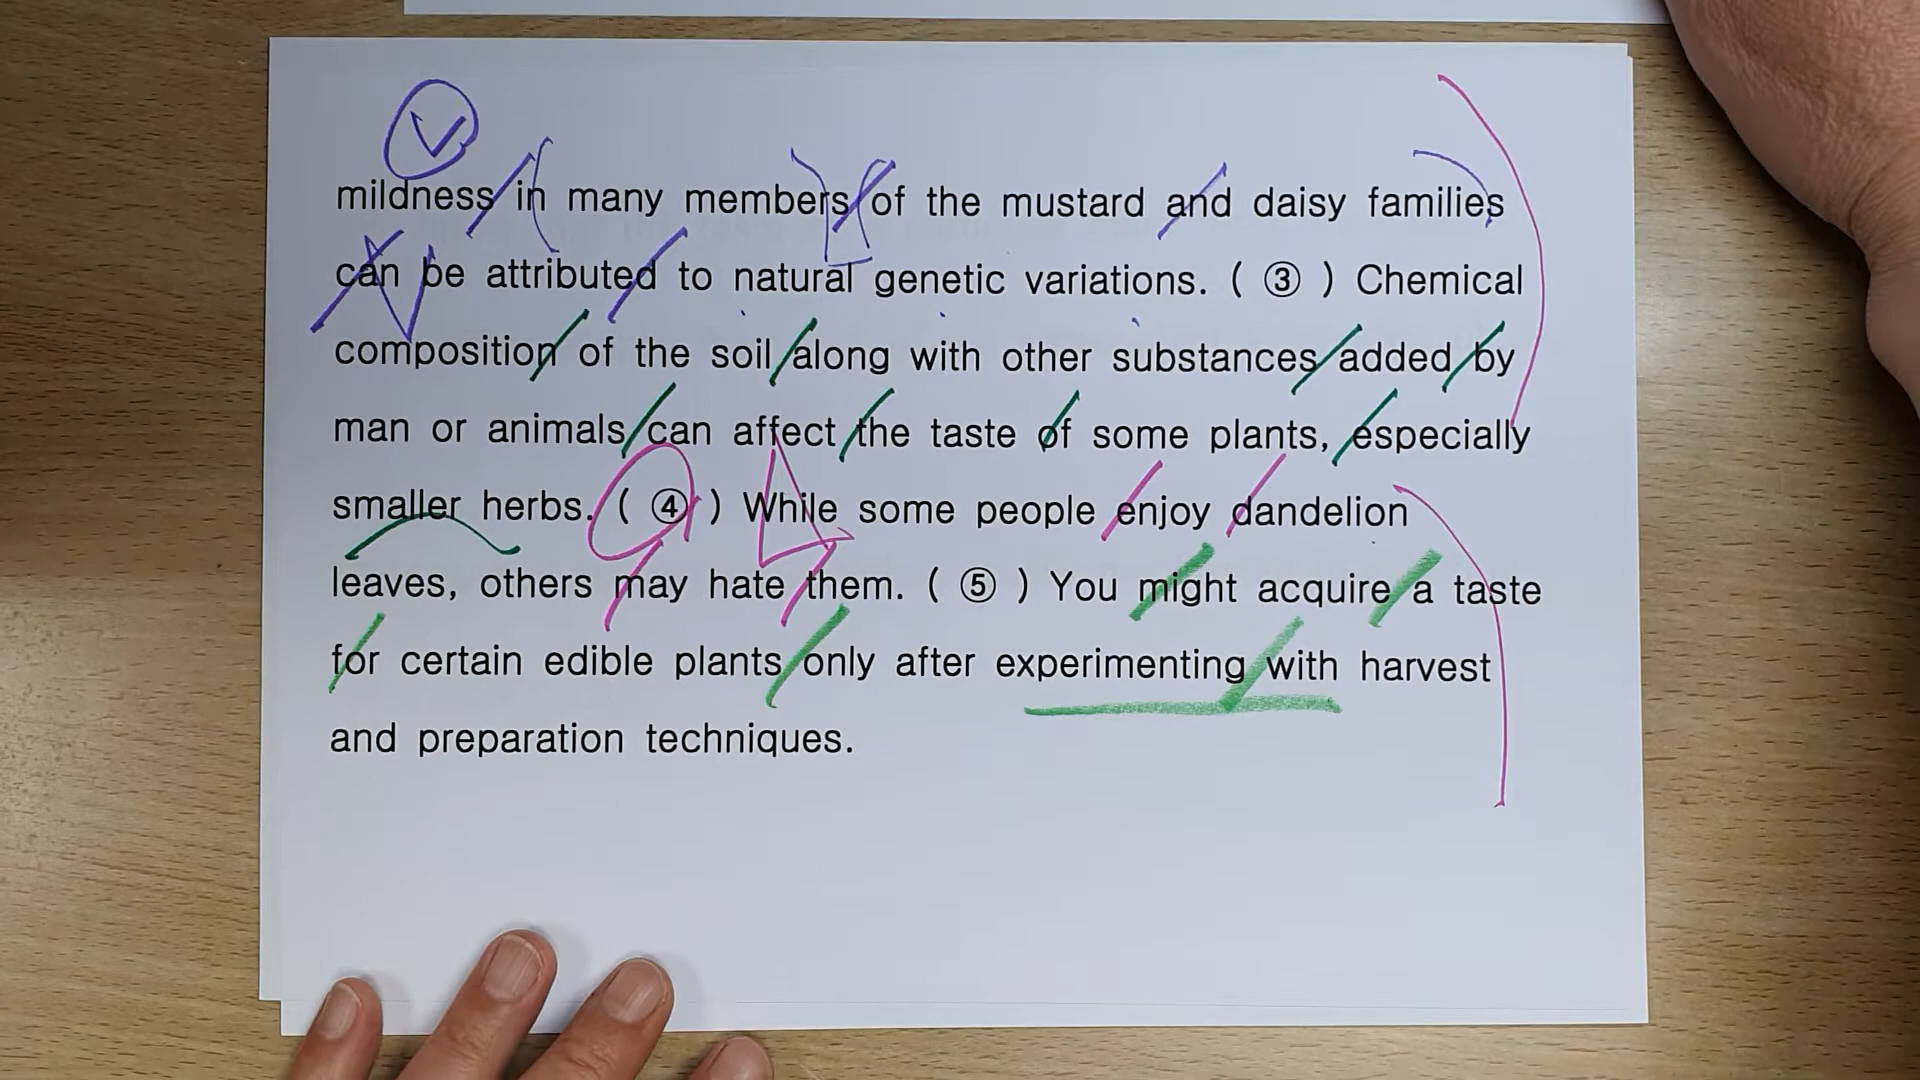 mildness in many members of the mustard and daisy families
can be attributed to natural genetic variations. ( ③ ) Chemical
composition of the soil along with other substances added by
man or animals can affect the taste of some plants, especially
smaller herbs. ( ④ ) While some people enjoy dandelion
leaves, others may hate them. ( ⑤ ) You might acquire a taste
for certain edible plants only after experimenting with harvest
and preparation techniques.